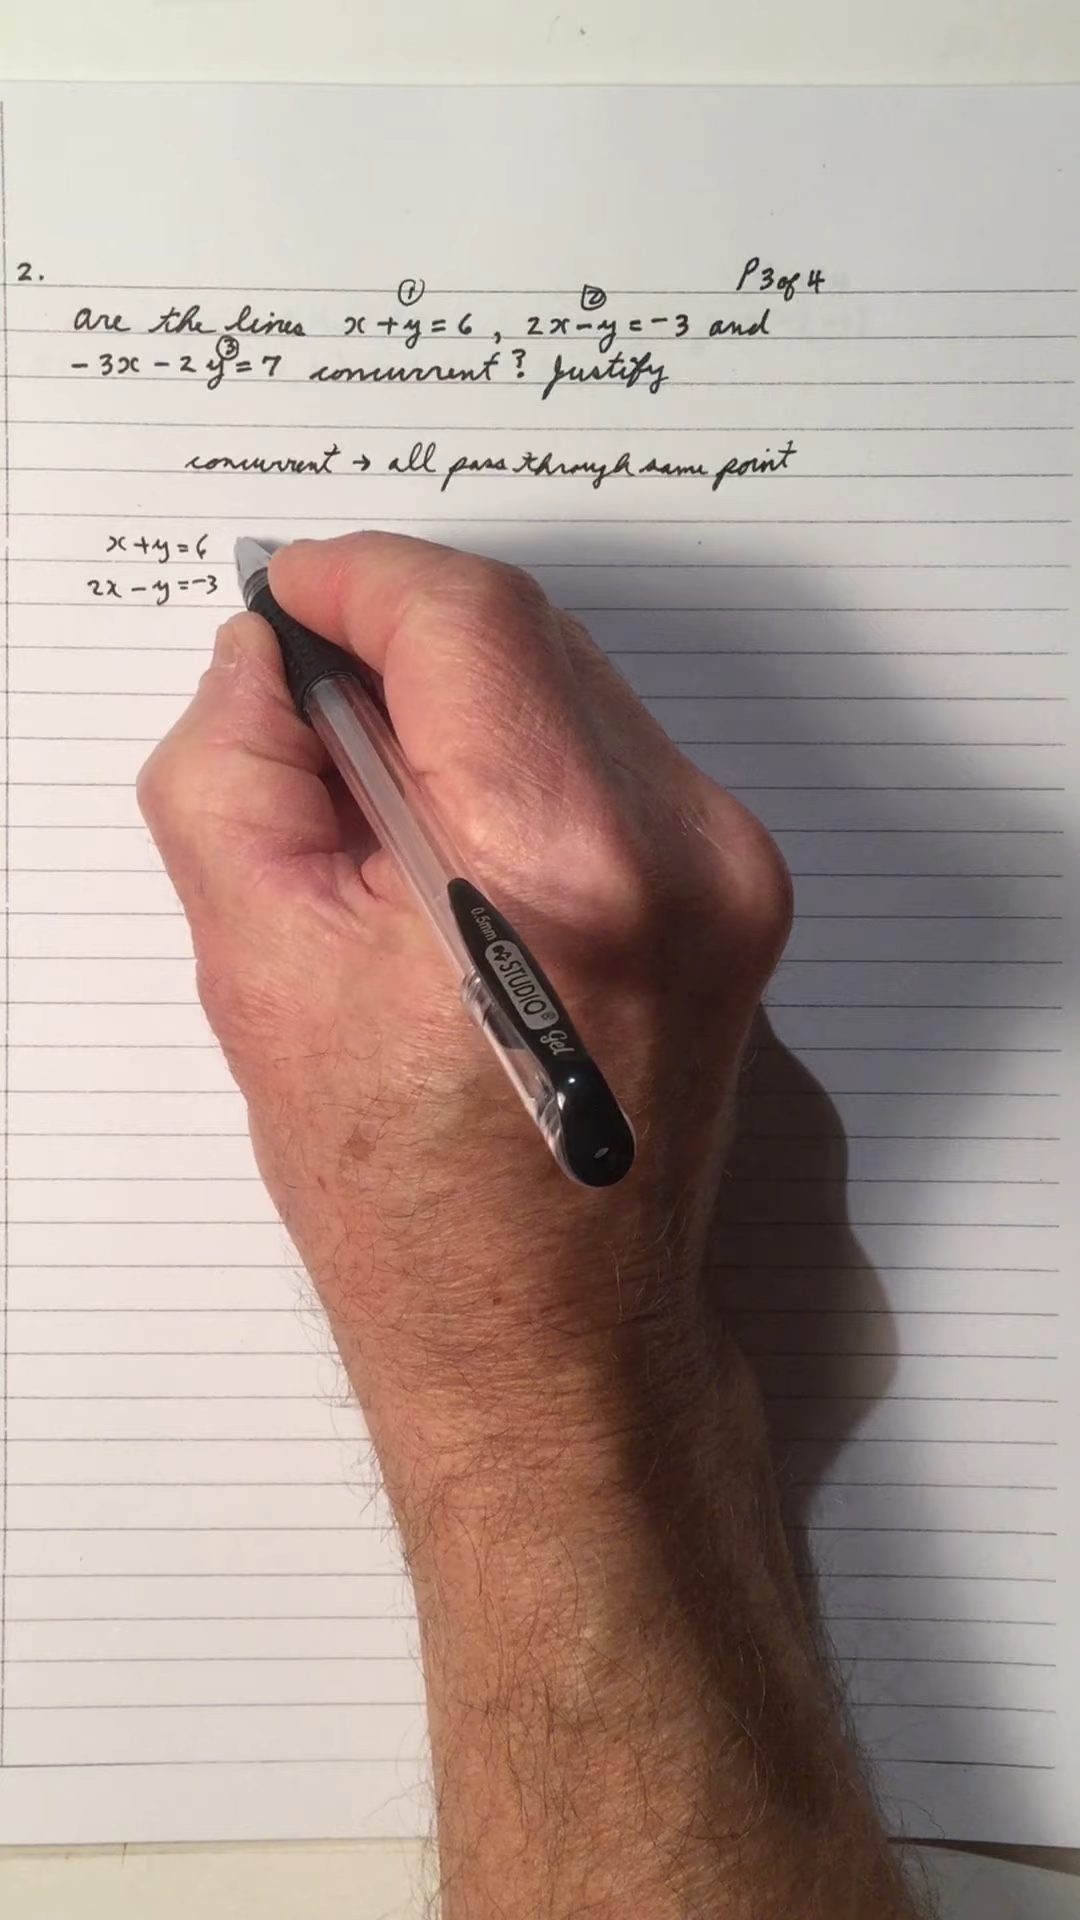 2.
P 3 of 4
① ②
are the lines x + y = 6 , 2x - y = -3 and
③
- 3x - 2y = 7 concurrent? Justify
concurrent → all pass through same point
x + y = 6
2x - y = -3
0.5mm STUDIO® Gel